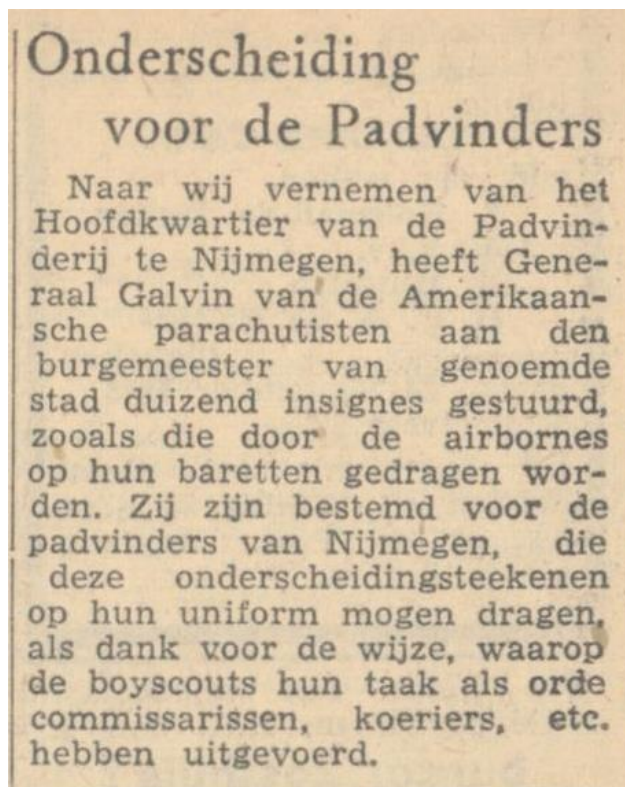 Onderscheiding
voor de Padvinders
Naar wij vernemen van het
Hoofdkwartier van de Padvin-
derij te Nijmegen, heeft Gene-
raal Galvin van de Amerikaan-
sche parachutisten aan den
burgemeester van genoemde
stad duizend insignes gestuurd,
zooals die door de airbornes
op hun baretten gedragen wor-
den. Zij zijn bestemd voor de
padvinders van Nijmegen, die
deze onderscheidingsteekenen
op hun uniform mogen dragen,
als dank voor de wijze, waarop
de boyscouts hun taak als orde
commissarissen, koeriers, etc.
hebben uitgevoerd.